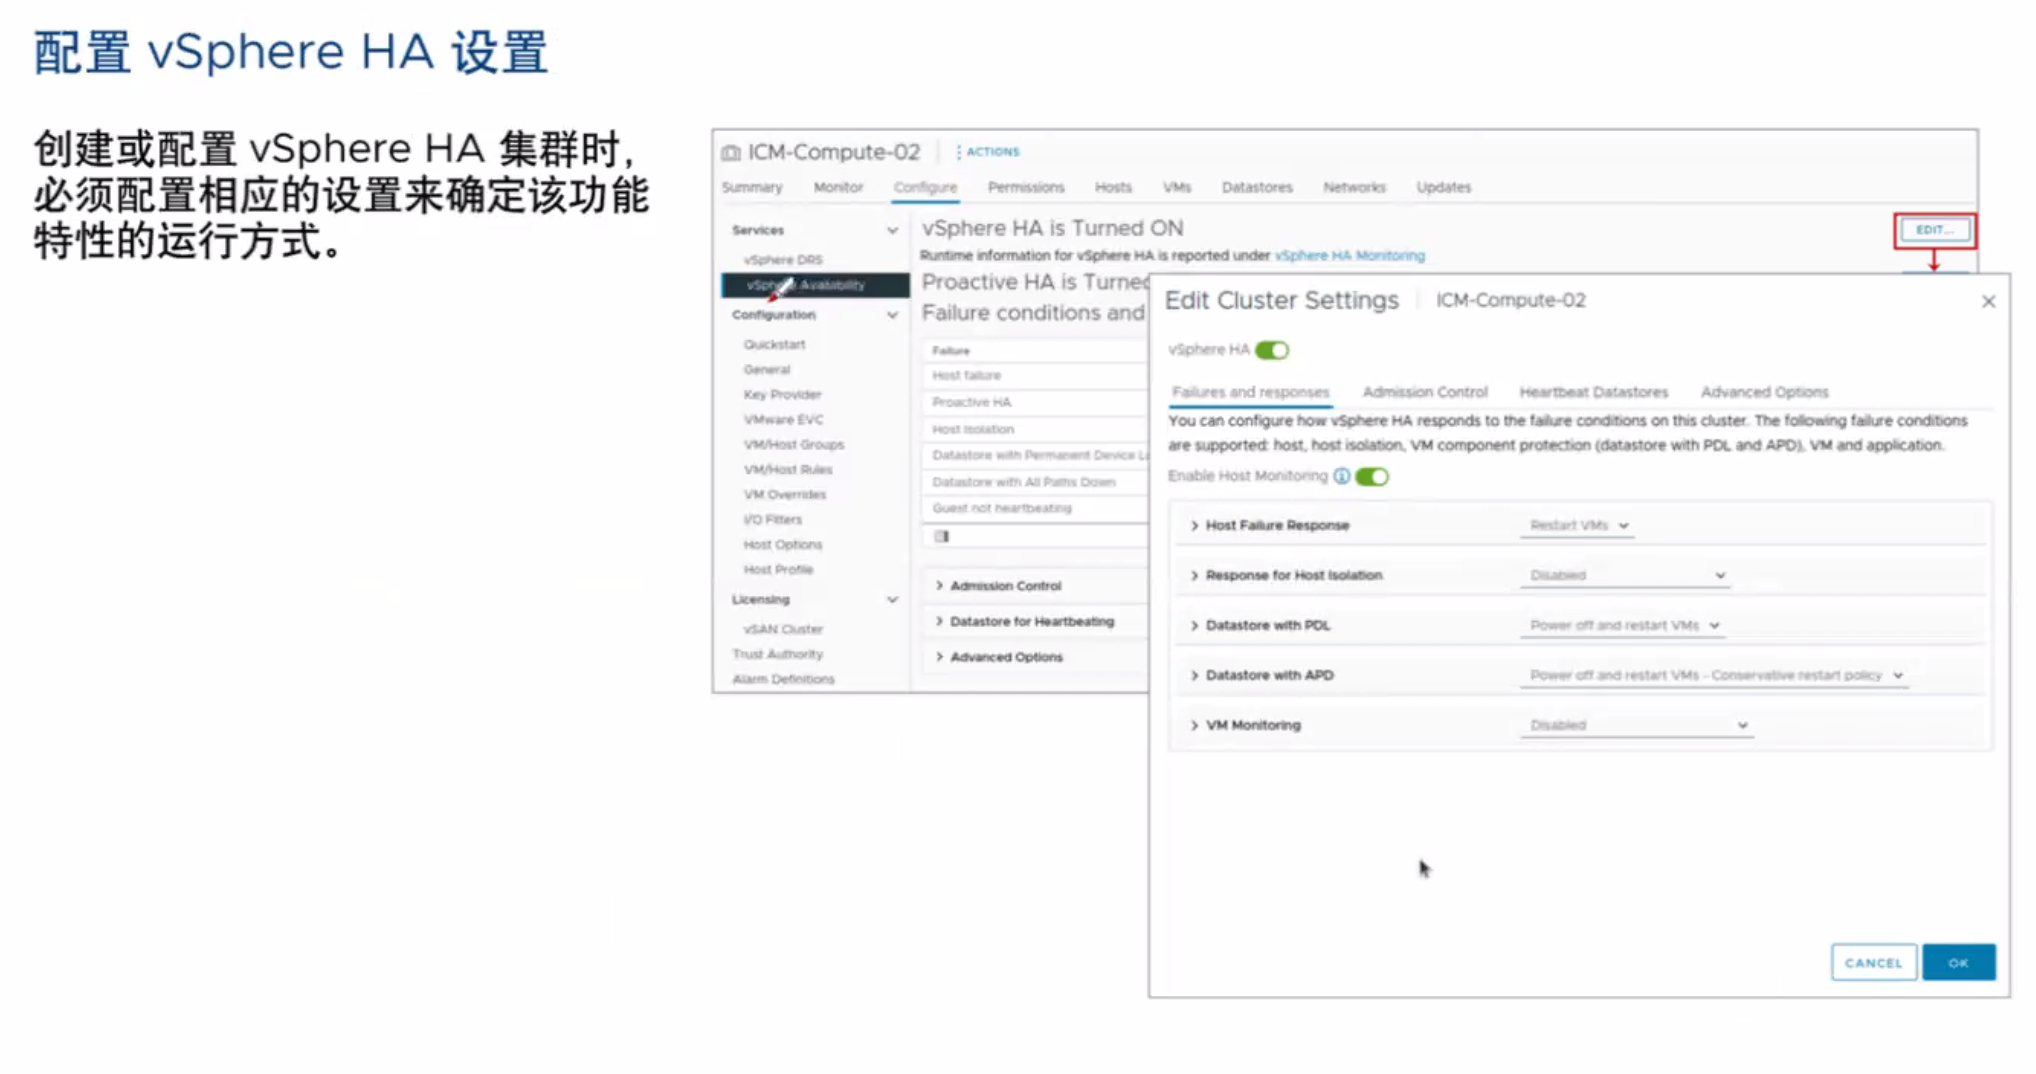 配置 vSphere HA 设置
创建或配置 vSphere HA 集群时，
必须配置相应的设置来确定该功能
特性的运行方式。
ICM-Compute-02
ACTIONS
Summary Monitor Configure Permissions Hosts VMs Datastores Networks Updates
Services
vSphere DRS
vSphere Availability
Configuration
Quickstart
General
Key Provider
VMware EVC
VM/Host Groups
VM/Host Rules
VM Overrides
I/O Filters
Host Options
Host Profile
Licensing
vSAN Cluster
Trust Authority
Alarm Definitions
vSphere HA is Turned ON
EDIT...
Runtime information for vSphere HA is reported under vSphere HA Monitoring
Proactive HA is Turned
Failure conditions and
Failure
Host failure
Proactive HA
Host Isolation
Datastore with Permanent Device
Datastore with All Paths Down
Guest not heartbeating
Admission Control
Datastore for Heartbeating
Advanced Options
Edit Cluster Settings ICM-Compute-02
vSphere HA
Failures and responses Admission Control Heartbeat Datastores Advanced Options
You can configure how vSphere HA responds to the failure conditions on this cluster. The following failure conditions
are supported: host, host isolation, VM component protection (datastore with PDL and APD), VM and application.
Enable Host Monitoring
Host Failure Response Restart VMs
Response for Host Isolation Disabled
Datastore with PDL Power off and restart VMs
Datastore with APD Power off and restart VMs - Conservative restart policy
VM Monitoring Disabled
CANCEL OK